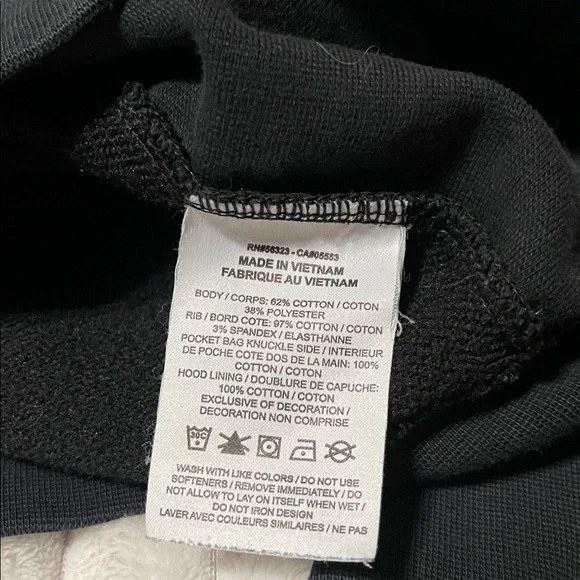 RN#56323 - CA#05553
MADE IN VIETNAM
FABRIQUE AU VIETNAM
BODY / CORPS: 62% COTTON / COTON
38% POLYESTER
RIB / BORD COTE: 97% COTTON / COTON
3% SPANDEX / ELASTHANNE
POCKET BAG KNUCKLE SIDE / INTERIEUR
DE POCHE COTE DOS DE LA MAIN: 100%
COTTON / COTON
HOOD LINING / DOUBLURE DE CAPUCHE:
100% COTTON / COTON
EXCLUSIVE OF DECORATION /
DECORATION NON COMPRISE
30C
WASH WITH LIKE COLORS / DO NOT USE
SOFTENERS / REMOVE IMMEDIATELY / DO
NOT ALLOW TO LAY ON ITSELF WHEN WET /
DO NOT IRON DESIGN
LAVER AVEC COULEURS SIMILAIRES / NE PAS